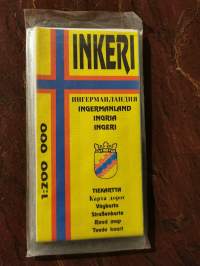 INKERI
ИНГЕРМАНЛАНДИЯ
INGERMANLAND
INGRIA
INGERI
1:200 000
TIEKARTTA
Карта дорог
Vägkarta
Straßenkarte
Road map
Teede kaart